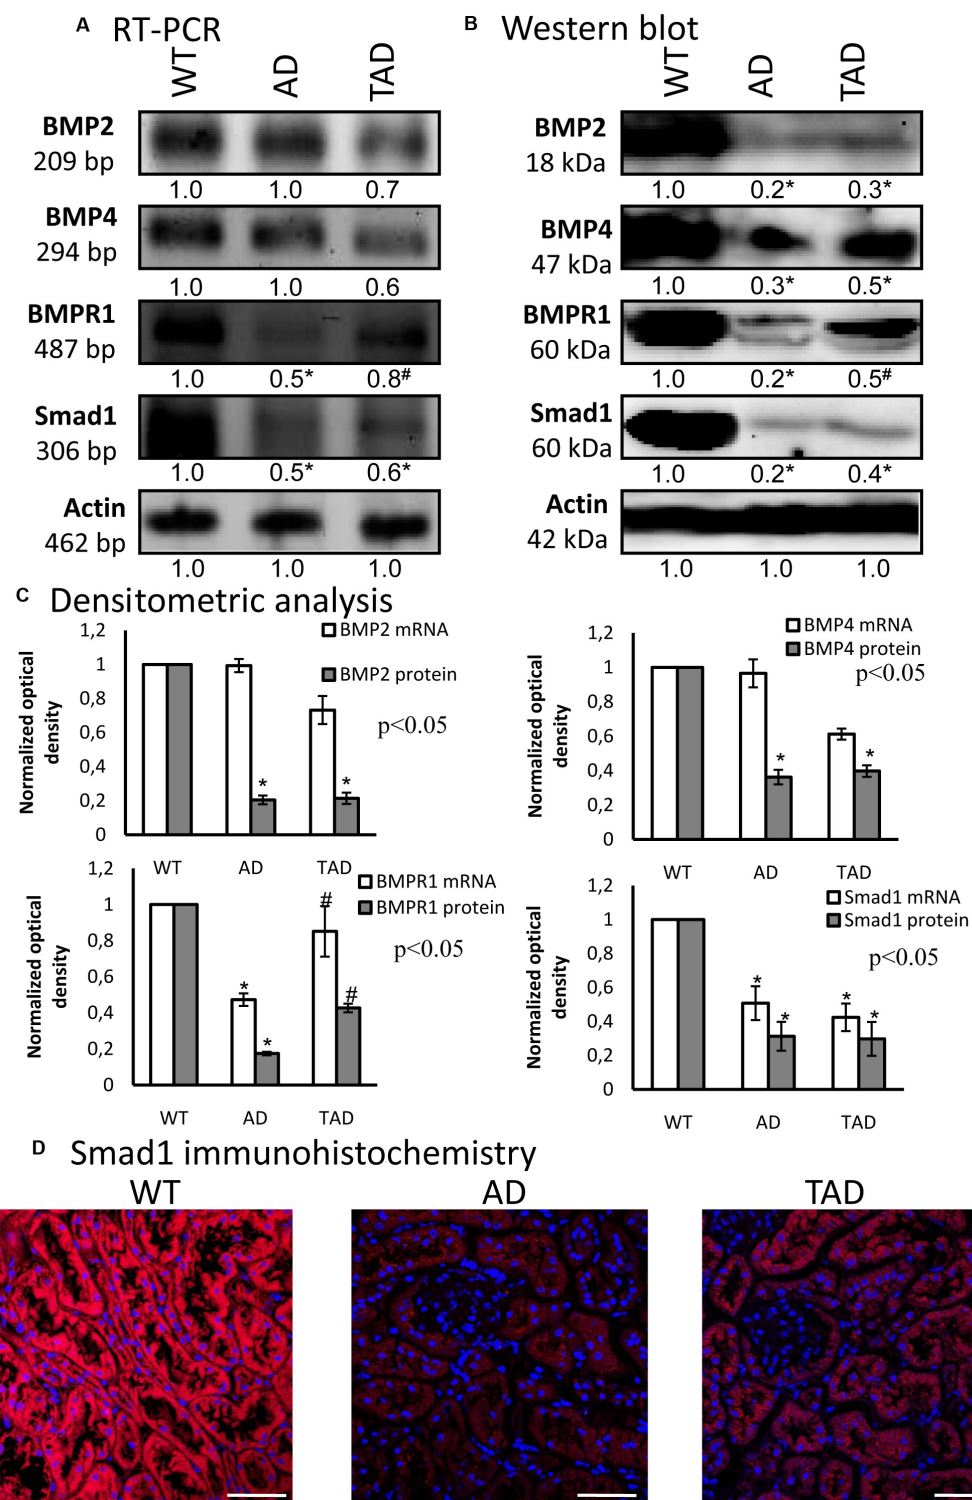 A RT-PCR
WT AD TAD
BMP2
209 bp
1.0 1.0 0.7
BMP4
294 bp
1.0 1.0 0.6
BMPR1
487 bp
1.0 0.5* 0.8#
Smad1
306 bp
1.0 0.5* 0.6*
Actin
462 bp
1.0 1.0 1.0
B Western blot
WT AD TAD
BMP2
18 kDa
1.0 0.2* 0.3*
BMP4
47 kDa
1.0 0.3* 0.5*
BMPR1
60 kDa
1.0 0.2* 0.5#
Smad1
60 kDa
1.0 0.2* 0.4*
Actin
42 kDa
1.0 1.0 1.0
C Densitometric analysis
Normalized optical
density
1,2
1
0,8
0,6
0,4
0,2
0
BMP2 mRNA
BMP2 protein
p<0.05
* *
WT AD TAD
Normalized optical
density
1,2
1
0,8
0,6
0,4
0,2
0
BMP4 mRNA
BMP4 protein
p<0.05
* *
WT AD TAD
Normalized optical
density
1,2
1
0,8
0,6
0,4
0,2
0
BMPR1 mRNA
BMPR1 protein
p<0.05
* * # #
WT AD TAD
Normalized optical
density
1,2
1
0,8
0,6
0,4
0,2
0
Smad1 mRNA
Smad1 protein
p<0.05
* * * *
WT AD TAD
D Smad1 immunohistochemistry
WT AD TAD